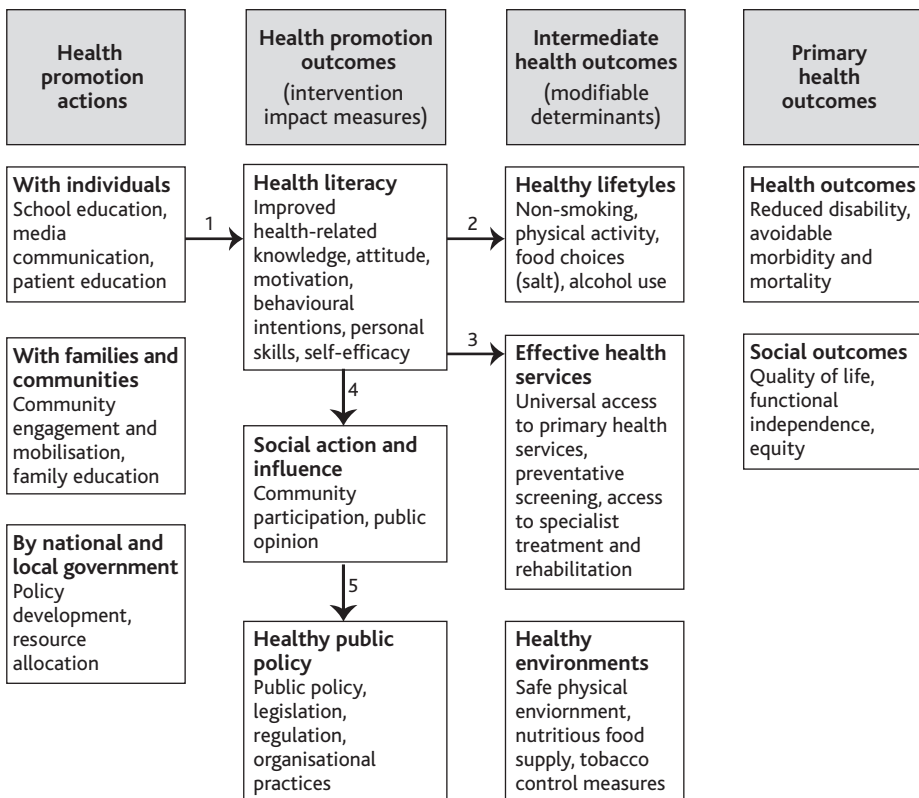 Health
promotion
actions
Health promotion
outcomes
(intervention
impact measures)
Intermediate
health outcomes
(modifiable
determinants)
Primary
health
outcomes
With individuals
School education,
media
communication,
patient education
1
Health literacy
Improved
health-related
knowledge, attitude,
motivation,
behavioural
intentions, personal
skills, self-efficacy
2
Healthy lifetyles
Non-smoking,
physical activity,
food choices
(salt), alcohol use
Health outcomes
Reduced disability,
avoidable
morbidity and
mortality
With families and
communities
Community
engagement and
mobilisation,
family education
3
4
Effective health
services
Universal access
to primary health
services,
preventative
screening, access
to specialist
treatment and
rehabilitation
Social outcomes
Quality of life,
functional
independence,
equity
Social action and
influence
Community
participation, public
opinion
By national and
local government
Policy
development,
resource
allocation
5
Healthy public
policy
Public policy,
legislation,
regulation,
organisational
practices
Healthy
environments
Safe physical
enviornment,
nutritious food
supply, tobacco
control measures